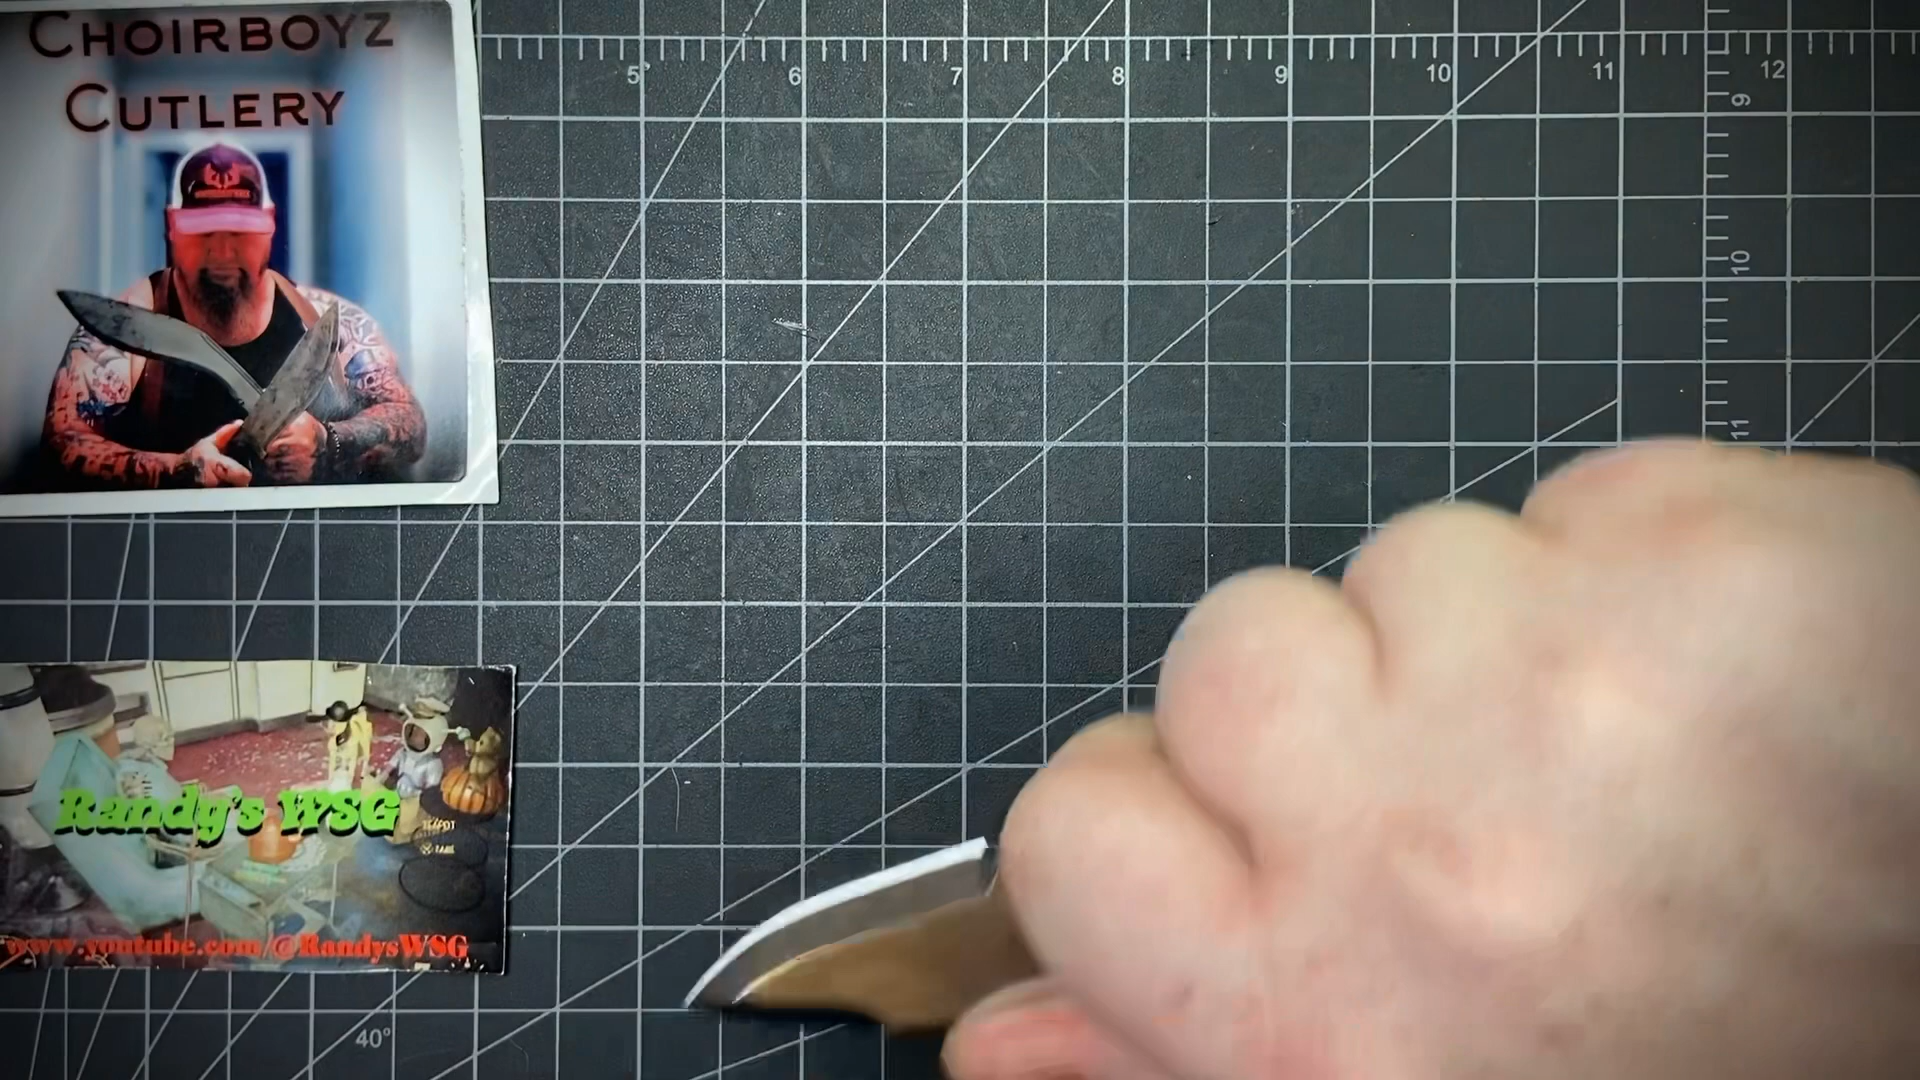 CHOIRBOYZ
CUTLERY
5 6 7 8 9 10 11 12
9
10
11
Randy's WSG
www.youtube.com/@RandysWSG
40°